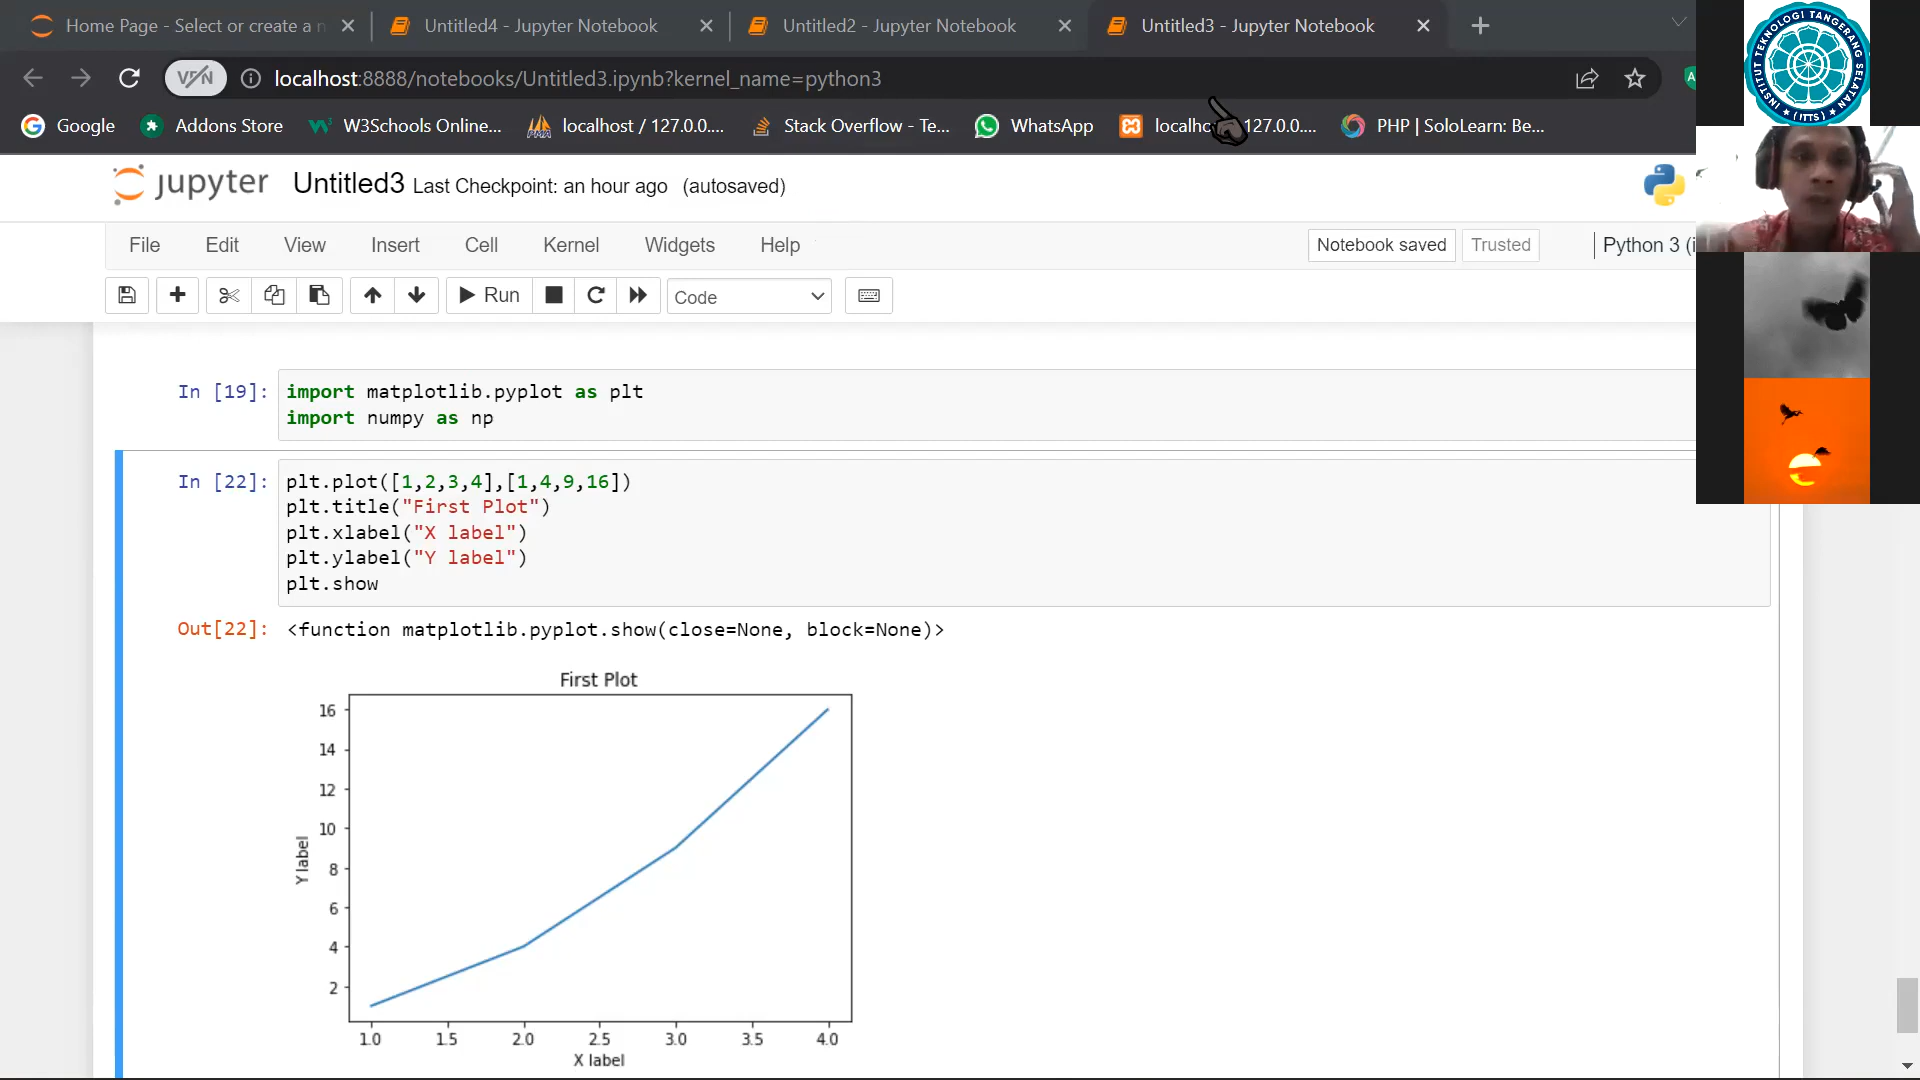 Home Page - Select or create a n
Untitled4 - Jupyter Notebook
Untitled2 - Jupyter Notebook
Untitled3 - Jupyter Notebook
VPN
localhost:8888/notebooks/Untitled3.ipynb?kernel_name=python3
A
Google
Addons Store
W3Schools Online...
localhost / 127.0.0....
Stack Overflow - Te...
WhatsApp
localho 127.0.0....
PHP | SoloLearn: Be...
INSTITUT TEKNOLOGI TANGERANG SELATAN
(ITTS)
jupyter Untitled3 Last Checkpoint: an hour ago (autosaved)
File Edit View Insert Cell Kernel Widgets Help
Notebook saved Trusted Python 3 (i
Run Code
In [19]: import matplotlib.pyplot as plt
import numpy as np
In [22]: plt.plot([1,2,3,4],[1,4,9,16])
plt.title("First Plot")
plt.xlabel("X label")
plt.ylabel("Y label")
plt.show
Out[22]: <function matplotlib.pyplot.show(close=None, block=None)>
First Plot
16
14
12
10
8
6
4
2
Y label
1.0 1.5 2.0 2.5 3.0 3.5 4.0
X label